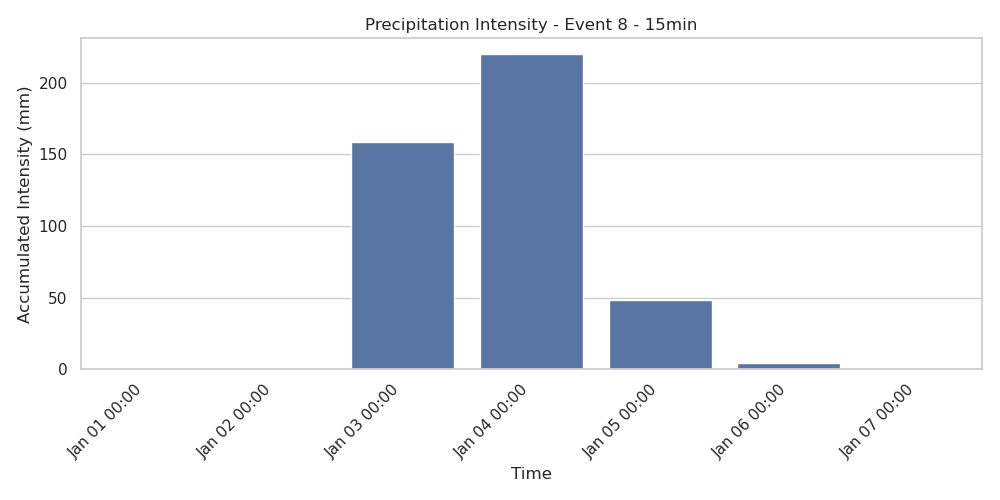 Precipitation Intensity - Event 8 - 15min
Accumulated Intensity (mm)
200
150
100
50
0
Jan 01 00:00
Jan 02 00:00
Jan 03 00:00
Jan 04 00:00
Jan 05 00:00
Jan 06 00:00
Jan 07 00:00
Time